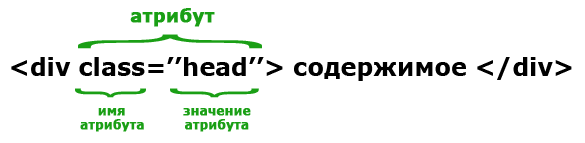 атрибут
<div class=’’head’’> содержимое </div>
имя
атрибута
значение
атрибута